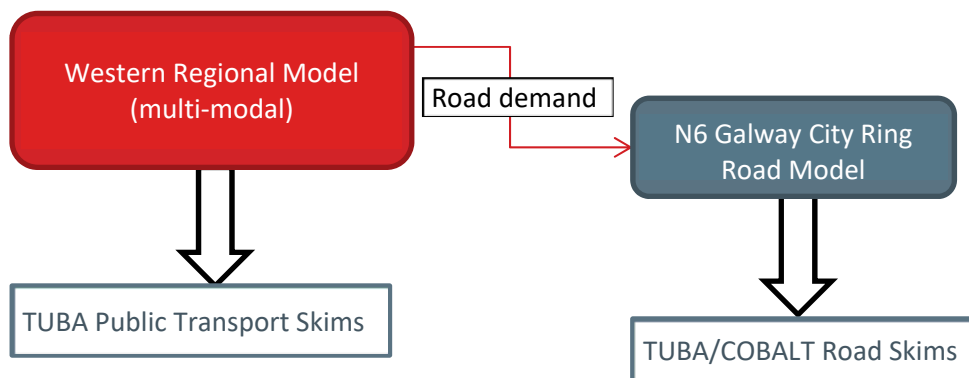 Western Regional Model
(multi-modal)
Road demand
N6 Galway City Ring
Road Model
TUBA Public Transport Skims
TUBA/COBALT Road Skims